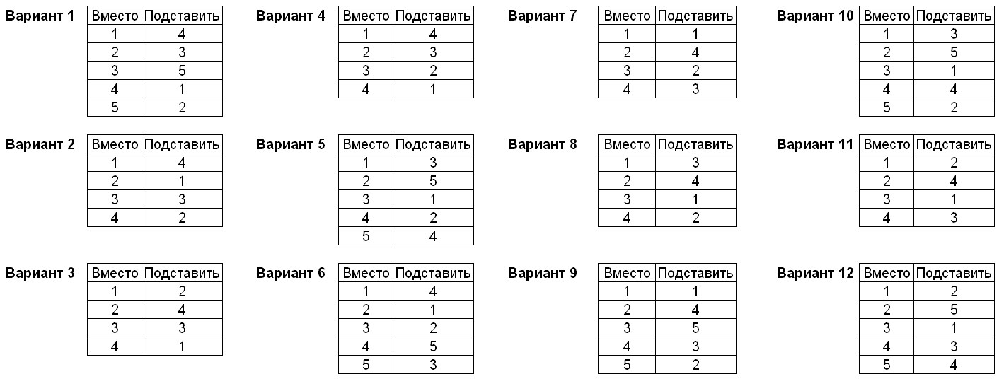 Вариант 1 Вместо Подставить Вариант 4 Вместо Подставить Вариант 7 Вместо Подставить Вариант 10 Вместо Подставить
1 4 1 4 1 1 1 3
2 3 2 3 2 4 2 5
3 5 3 2 3 2 3 1
4 1 4 1 4 3 4 4
5 2 5 2
Вариант 2 Вместо Подставить Вариант 5 Вместо Подставить Вариант 8 Вместо Подставить Вариант 11 Вместо Подставить
1 4 1 3 1 3 1 2
2 1 2 5 2 4 2 4
3 3 3 1 3 1 3 1
4 2 4 2 4 2 4 3
5 4
Вариант 3 Вместо Подставить Вариант 6 Вместо Подставить Вариант 9 Вместо Подставить Вариант 12 Вместо Подставить
1 2 1 4 1 1 1 2
2 4 2 1 2 4 2 5
3 3 3 2 3 5 3 1
4 1 4 5 4 3 4 3
5 3 5 2 5 4